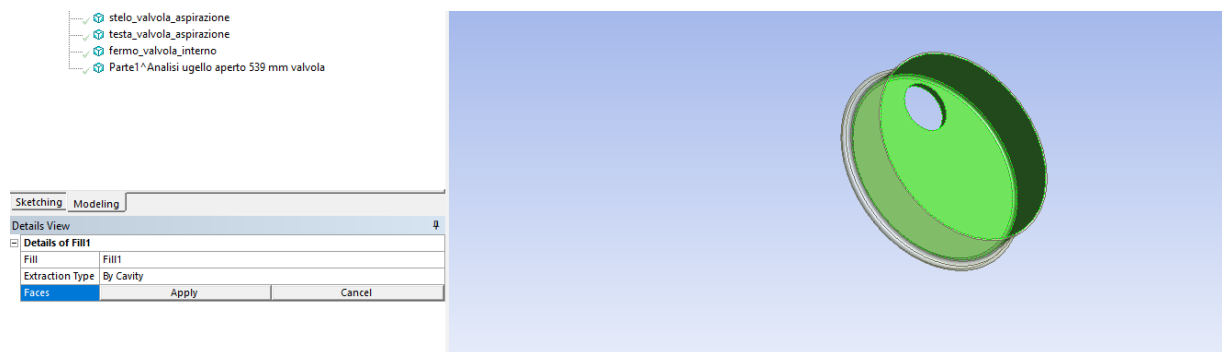 stelo_valvola_aspirazione
testa_valvola_aspirazione
fermo_valvola_interno
Parte1^Analisi ugello aperto 539 mm valvola
Sketching Modeling
Details View
Details of Fill1
Fill Fill1
Extraction Type By Cavity
Faces Apply Cancel